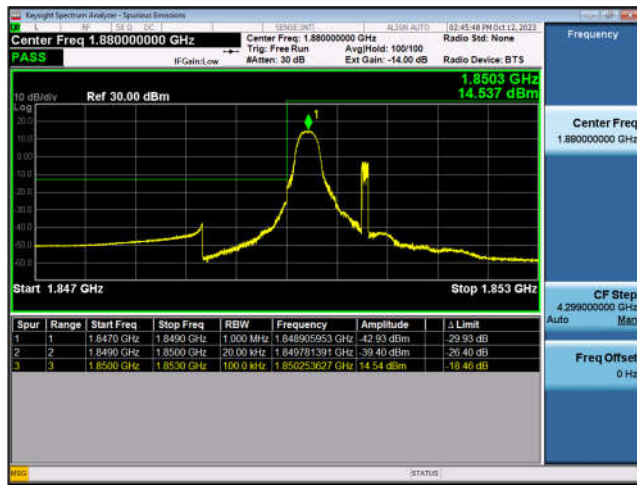 Keysight Spectrum Analyzer - Spurious Emissions
L RF 50 Ω DC SENSE:INT ALIGN AUTO 02:45:48 PM Oct 12, 2023
Center Freq 1.880000000 GHz Center Freq: 1.880000000 GHz Radio Std: None
Trig: Free Run Avg|Hold: 100/100
PASS IFGain:Low #Atten: 30 dB Ext Gain: -14.00 dB Radio Device: BTS
1.8503 GHz
14.537 dBm
10 dB/div Ref 30.00 dBm
Log
20.0
10.0
0.00
-10.0
-20.0
-30.0
-40.0
-50.0
-60.0
1
Start 1.847 GHz Stop 1.853 GHz
Spur Range Start Freq Stop Freq RBW Frequency Amplitude Δ Limit
1 1 1.8470 GHz 1.8490 GHz 1.000 MHz 1.848905953 GHz -42.93 dBm -29.93 dB
2 2 1.8490 GHz 1.8500 GHz 20.00 kHz 1.849781391 GHz -39.40 dBm -26.40 dB
3 3 1.8500 GHz 1.8530 GHz 100.0 kHz 1.850253627 GHz 14.54 dBm -18.46 dB
MSG STATUS
Frequency
Center Freq
1.880000000 GHz
CF Step
4.299000000 GHz
Auto Man
Freq Offset
0 Hz